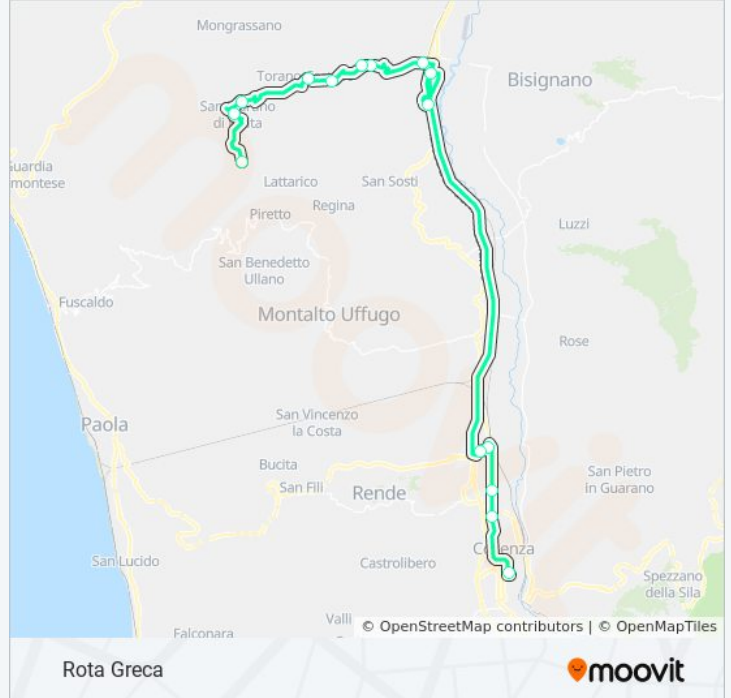 Mongrassano
Torano
Bisignano
San
di
Guardia
montese
Lattarico
San Sosti
Regina
Piretto
Luzzi
San Benedetto
Ullano
Fuscaldo
Montalto Uffugo
Rose
Paola
San Vincenzo
la Costa
Bucita
San Fili
Rende
San Pietro
in Guarano
Castrolibero
San Lucido
Spezzano
della Sila
Valli
Falconara
© OpenStreetMap contributors | © OpenMapTiles
Rota Greca
moovit